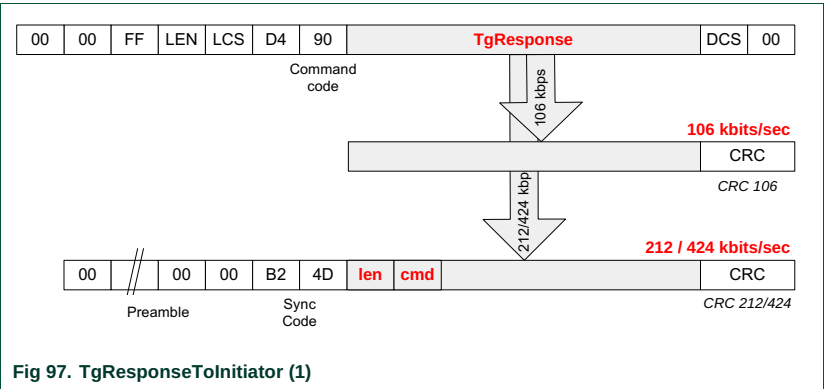 00 00 FF LEN LCS D4 90 TgResponse DCS 00
Command
code
106 kbps
106 kbits/sec
CRC
CRC 106
212/424 kbp
212 / 424 kbits/sec
00 00 00 B2 4D len cmd CRC
Preamble
Sync
Code
CRC 212/424
Fig 97. TgResponseToInitiator (1)